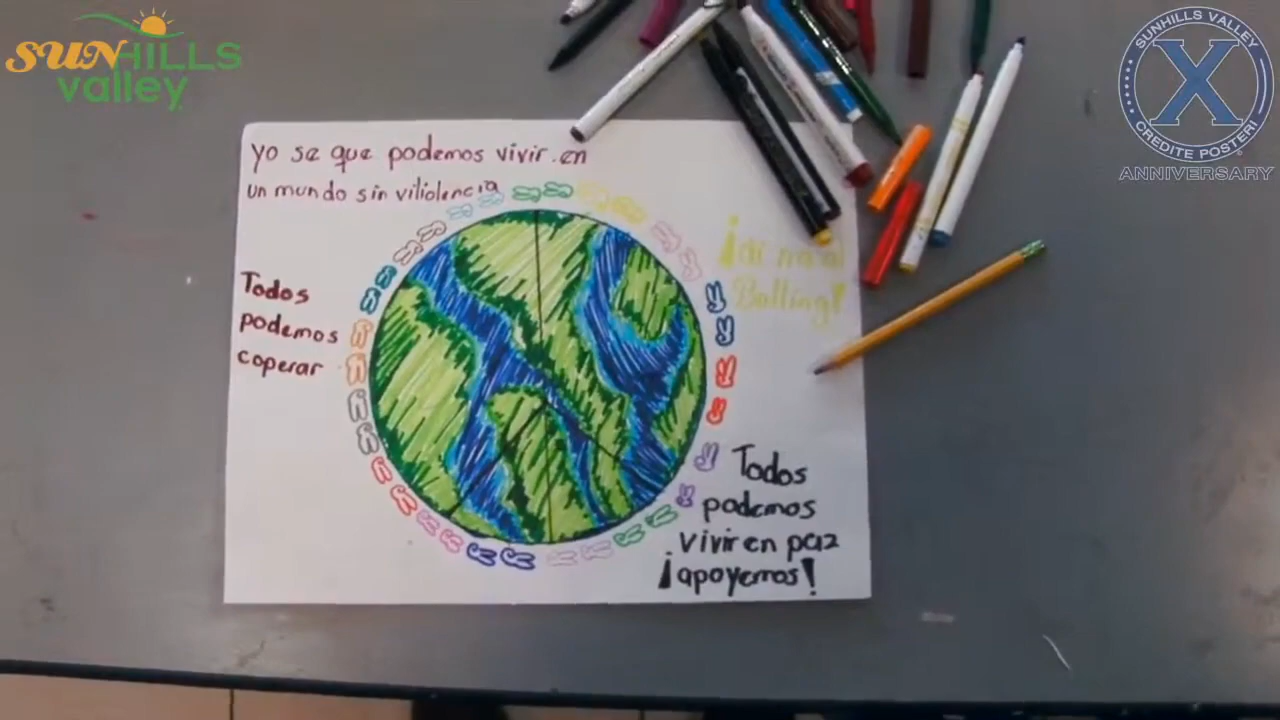 SUNHILLS
valley
SUNHILLS VALLEY
X
CREDITE POSTERI
ANNIVERSARY
yo se que podemos vivir en
un mundo sin viliolencia
¡di no al
Bolling!
Todos
podemos
coperar
Todos
podemos
vivir en paz
¡apoyemos!